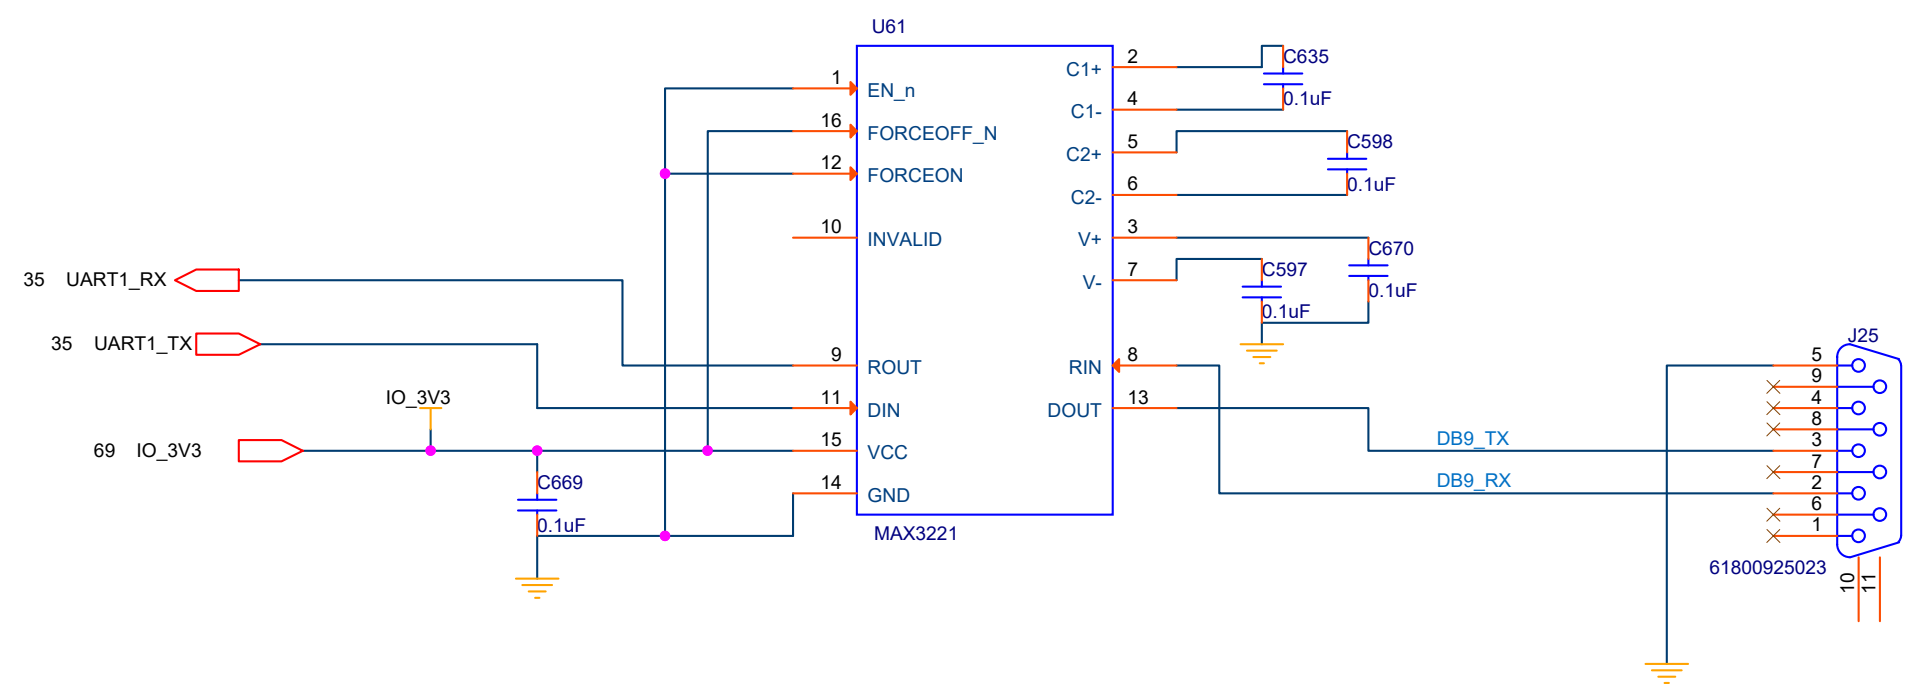 U61
1 EN_n
16 FORCEOFF_N
12 FORCEON
10 INVALID
9 ROUT
11 DIN
15 VCC
14 GND
MAX3221
C1+ 2
C1- 4
C2+ 5
C2- 6
V+ 3
V- 7
RIN 8
DOUT 13
C635
0.1uF
C598
0.1uF
C670
0.1uF
C597
0.1uF
35 UART1_RX
35 UART1_TX
IO_3V3
69 IO_3V3
C669
0.1uF
DB9_TX
DB9_RX
J25
5
9
4
8
3
7
2
6
1
61800925023
10
11